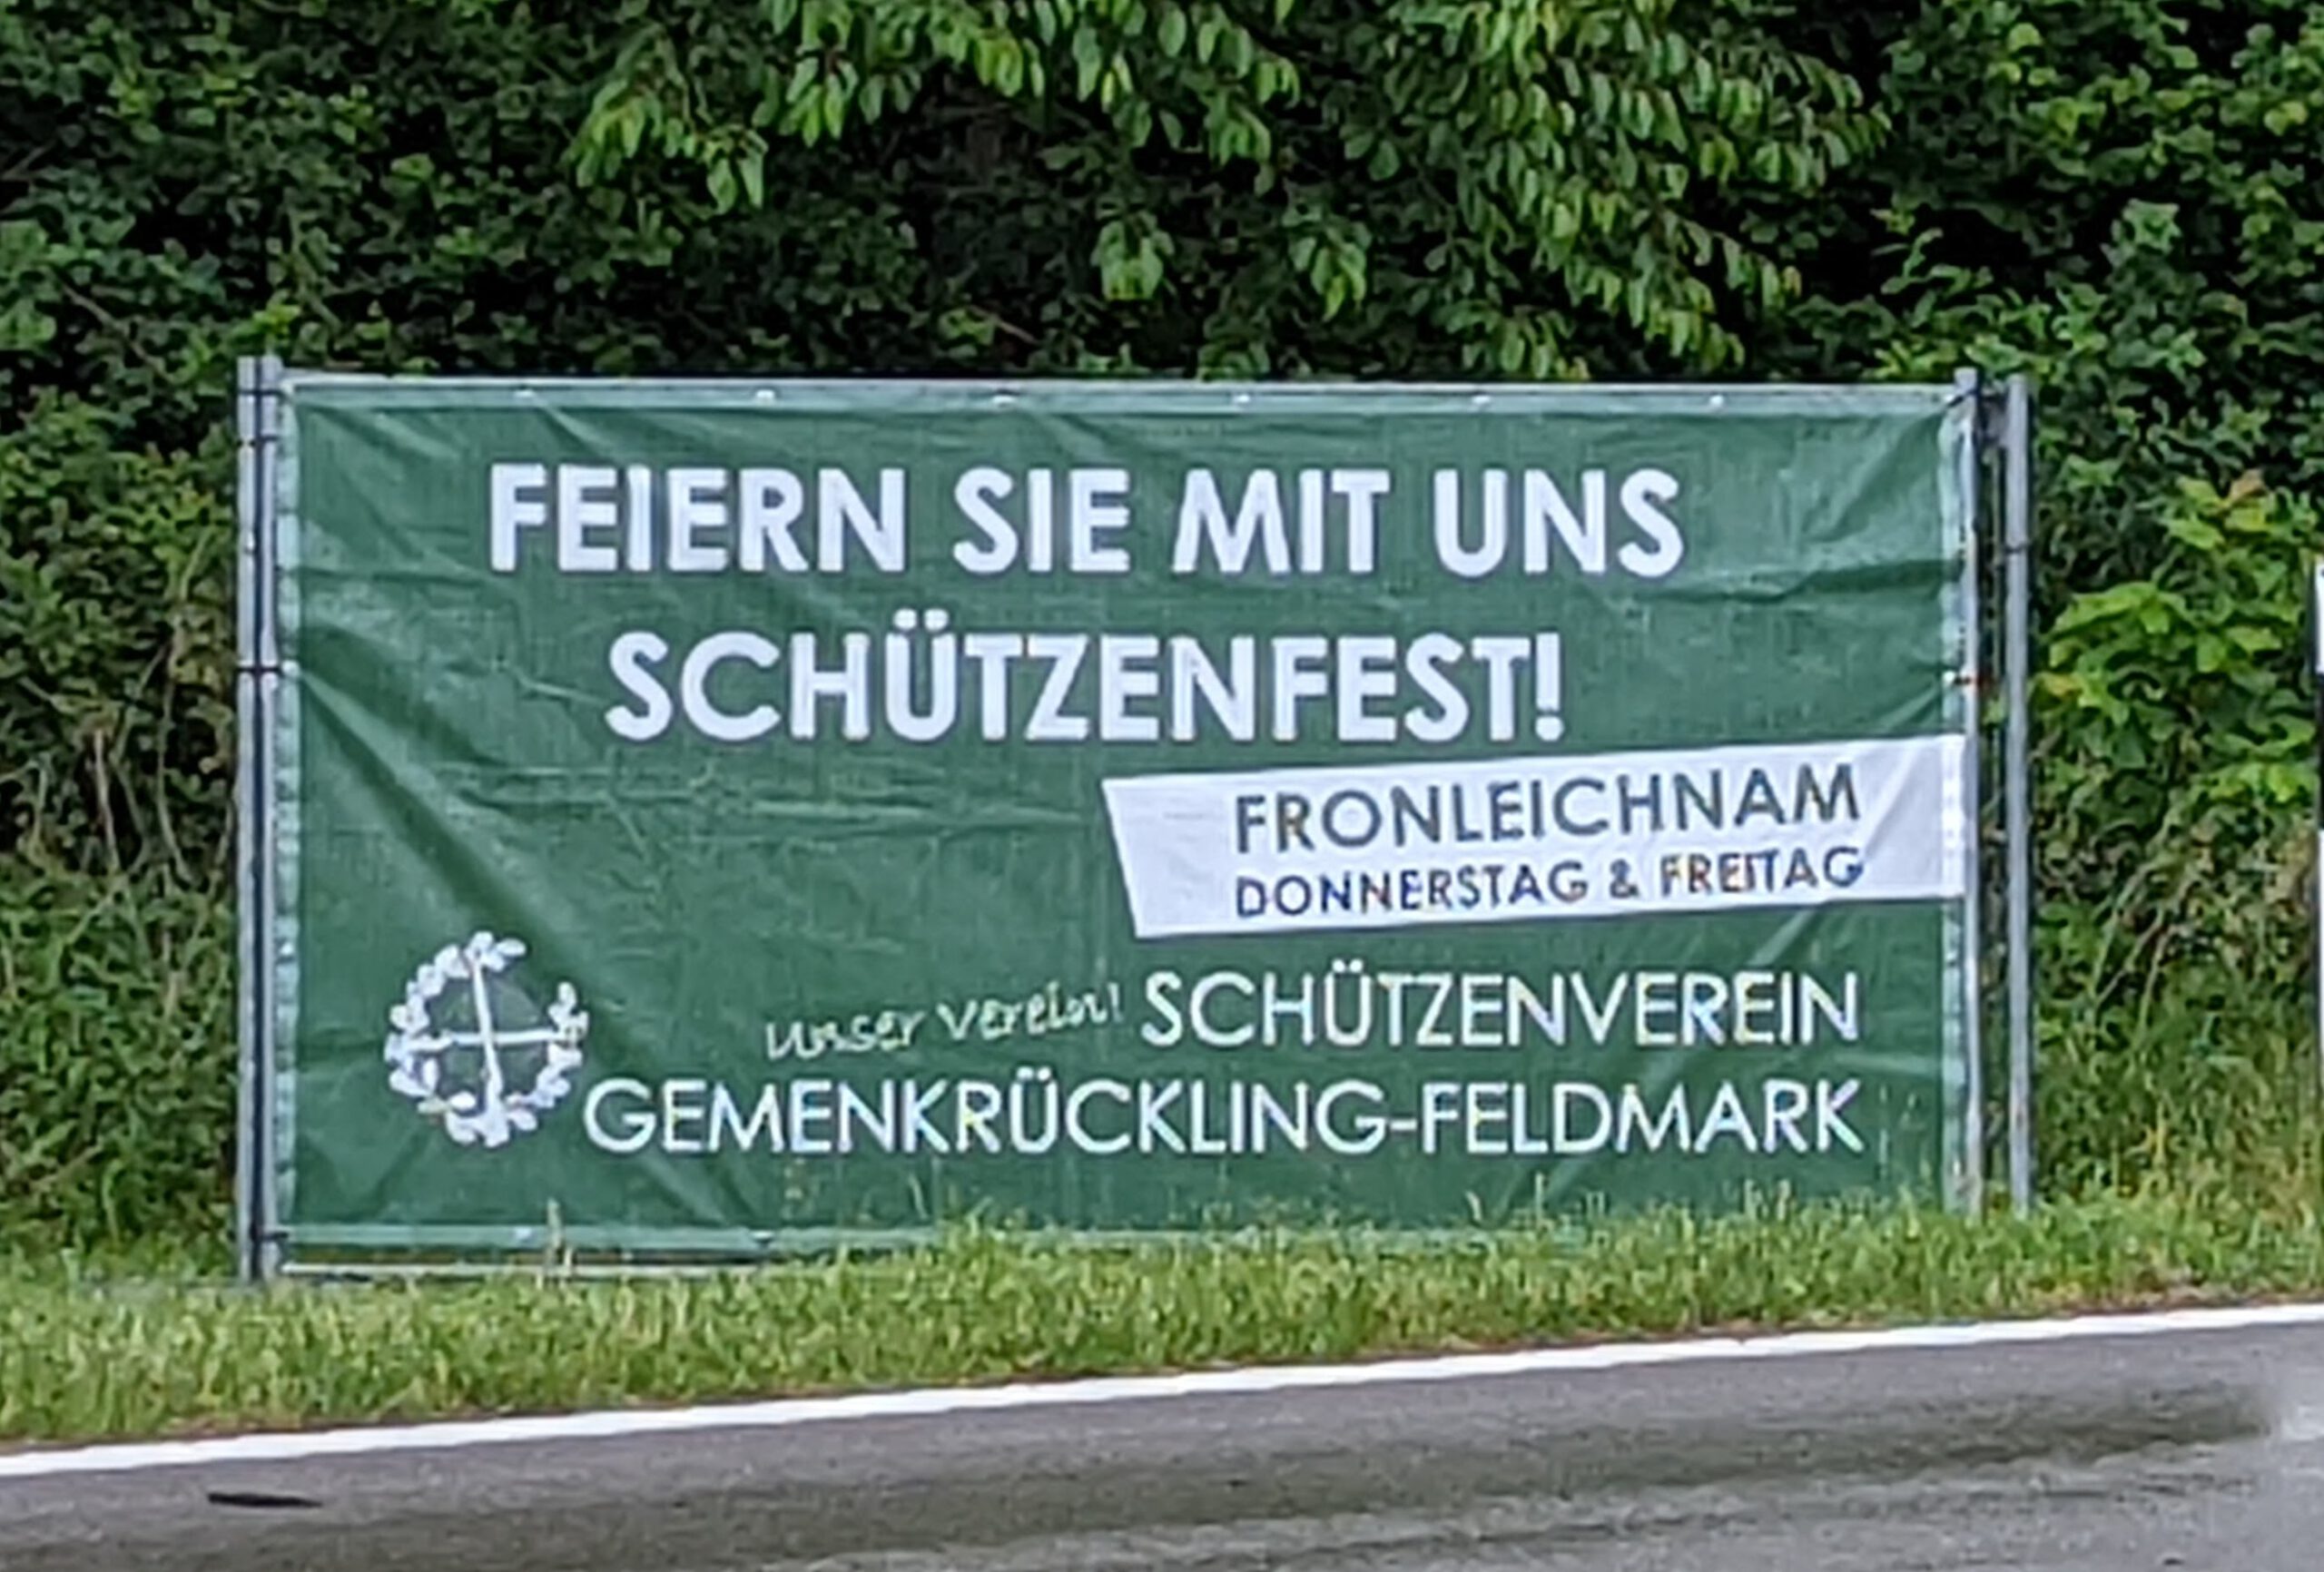 FEIERN SIE MIT UNS
SCHÜTZENFEST!
FRONLEICHNAM
DONNERSTAG & FREITAG
unser verein! SCHÜTZENVEREIN
GEMENKRÜCKLING-FELDMARK